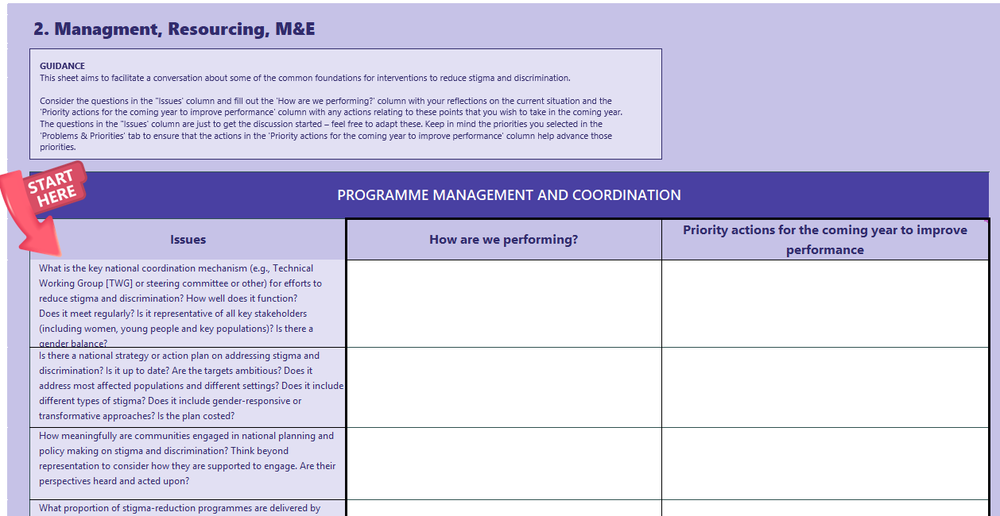 2. Managment, Resourcing, M&E
GUIDANCE
This sheet aims to facilitate a conversation about some of the common foundations for interventions to reduce stigma and discrimination.
Consider the questions in the "Issues' column and fill out the 'How are we performing?' column with your reflections on the current situation and the
'Priority actions for the coming year to improve performance' column with any actions relating to these points that you wish to take in the coming year.
The questions in the "Issues' column are just to get the discussion started – feel free to adapt these. Keep in mind the priorities you selected in the
'Problems & Priorities' tab to ensure that the actions in the 'Priority actions for the coming year to improve performance' column help advance those
priorities.
START
HERE
PROGRAMME MANAGEMENT AND COORDINATION
Issues
How are we performing?
Priority actions for the coming year to improve
performance
What is the key national coordination mechanism (e.g., Technical
Working Group [TWG] or steering committee or other) for efforts to
reduce stigma and discrimination? How well does it function?
Does it meet regularly? Is it representative of all key stakeholders
(including women, young people and key populations)? Is there a
gender balance?
Is there a national strategy or action plan on addressing stigma and
discrimination? Is it up to date? Are the targets ambitious? Does it
address most affected populations and different settings? Does it include
different types of stigma? Does it include gender-responsive or
transformative approaches? Is the plan costed?
How meaningfully are communities engaged in national planning and
policy making on stigma and discrimination? Think beyond
representation to consider how they are supported to engage. Are their
perspectives heard and acted upon?
What proportion of stigma-reduction programmes are delivered by